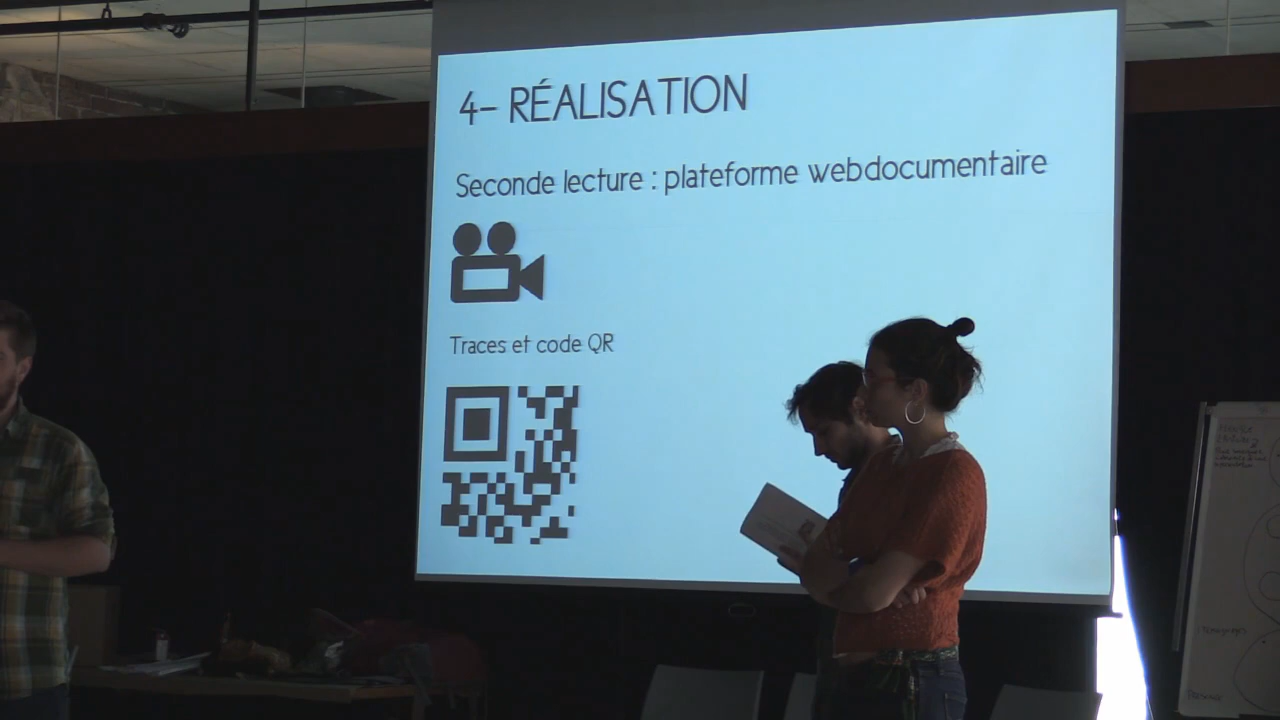 4- RÉALISATION
Seconde lecture : plateforme webdocumentaire
Traces et code QR